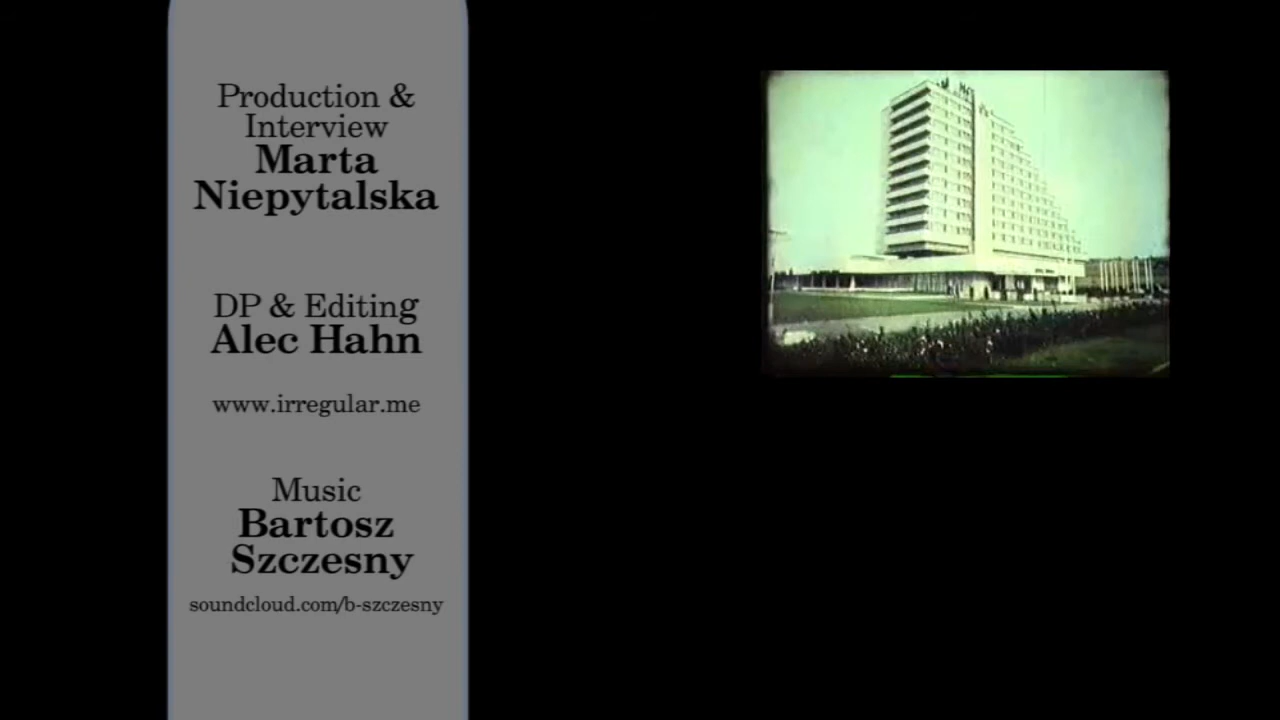 Production &
Interview
Marta
Niepytalska
DP & Editing
Alec Hahn
www.irregular.me
Music
Bartosz
Szczesny
soundcloud.com/b-szczesny